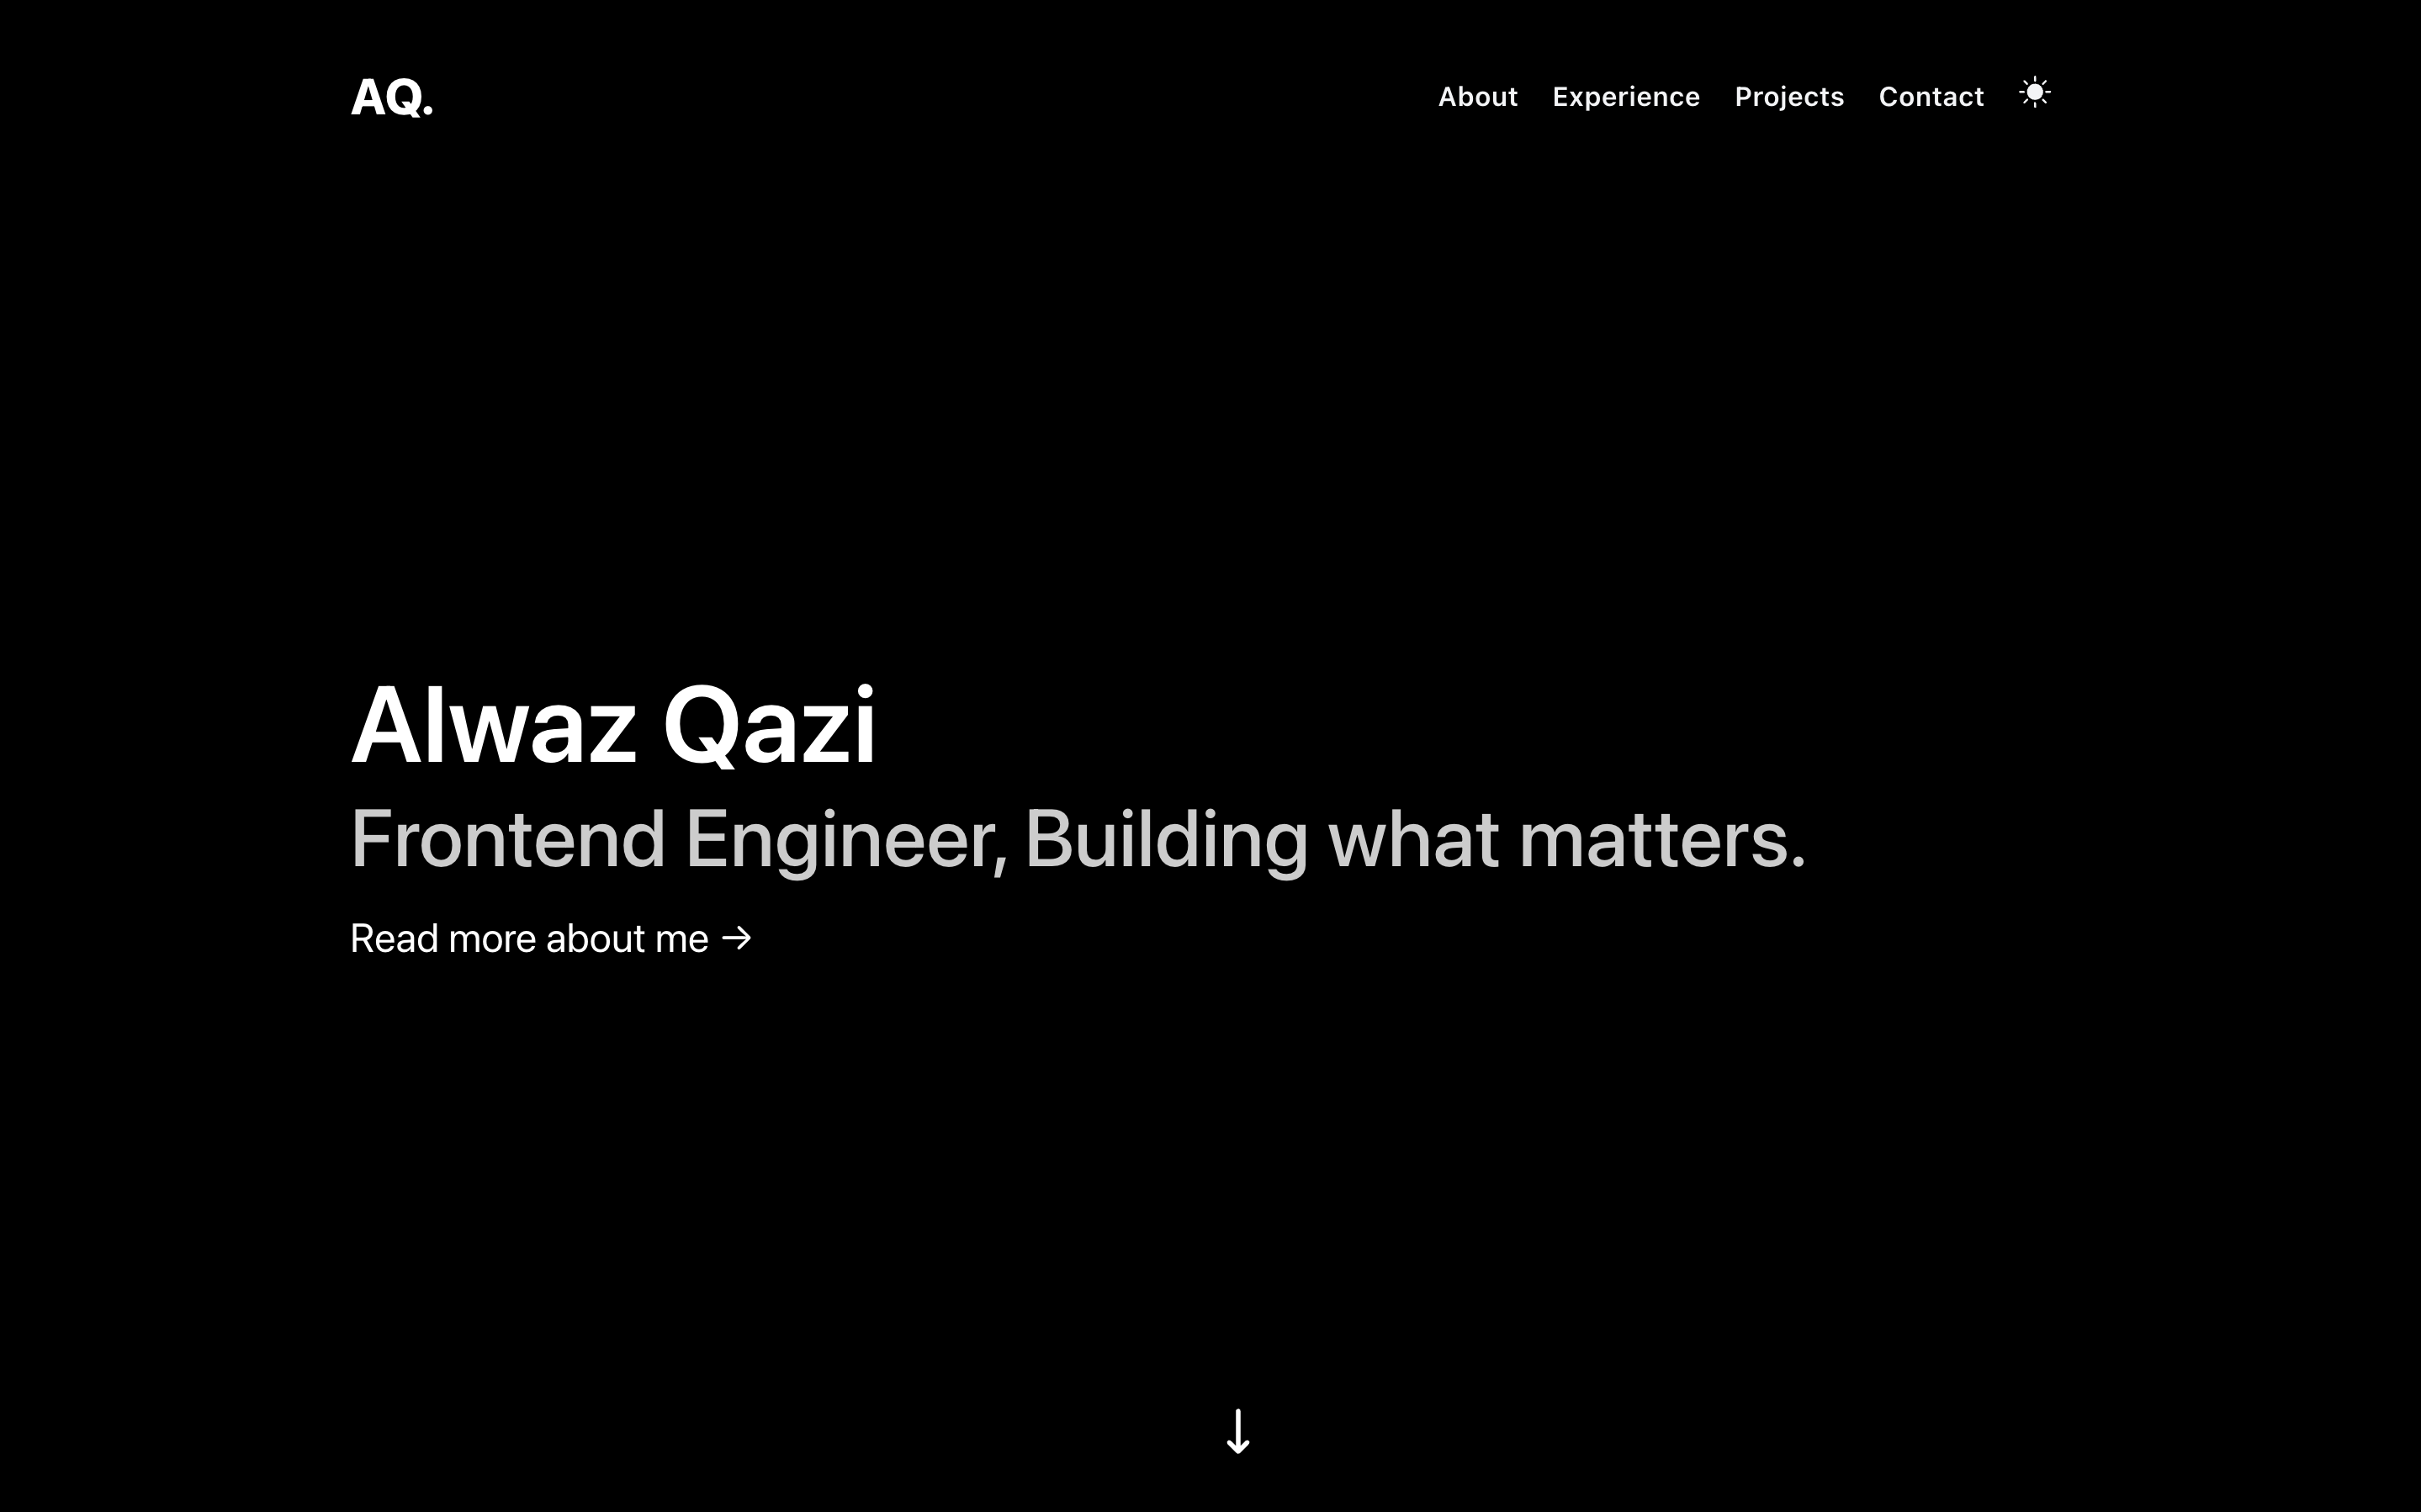 AQ.
About Experience Projects Contact
Alwaz Qazi
Frontend Engineer, Building what matters.
Read more about me →